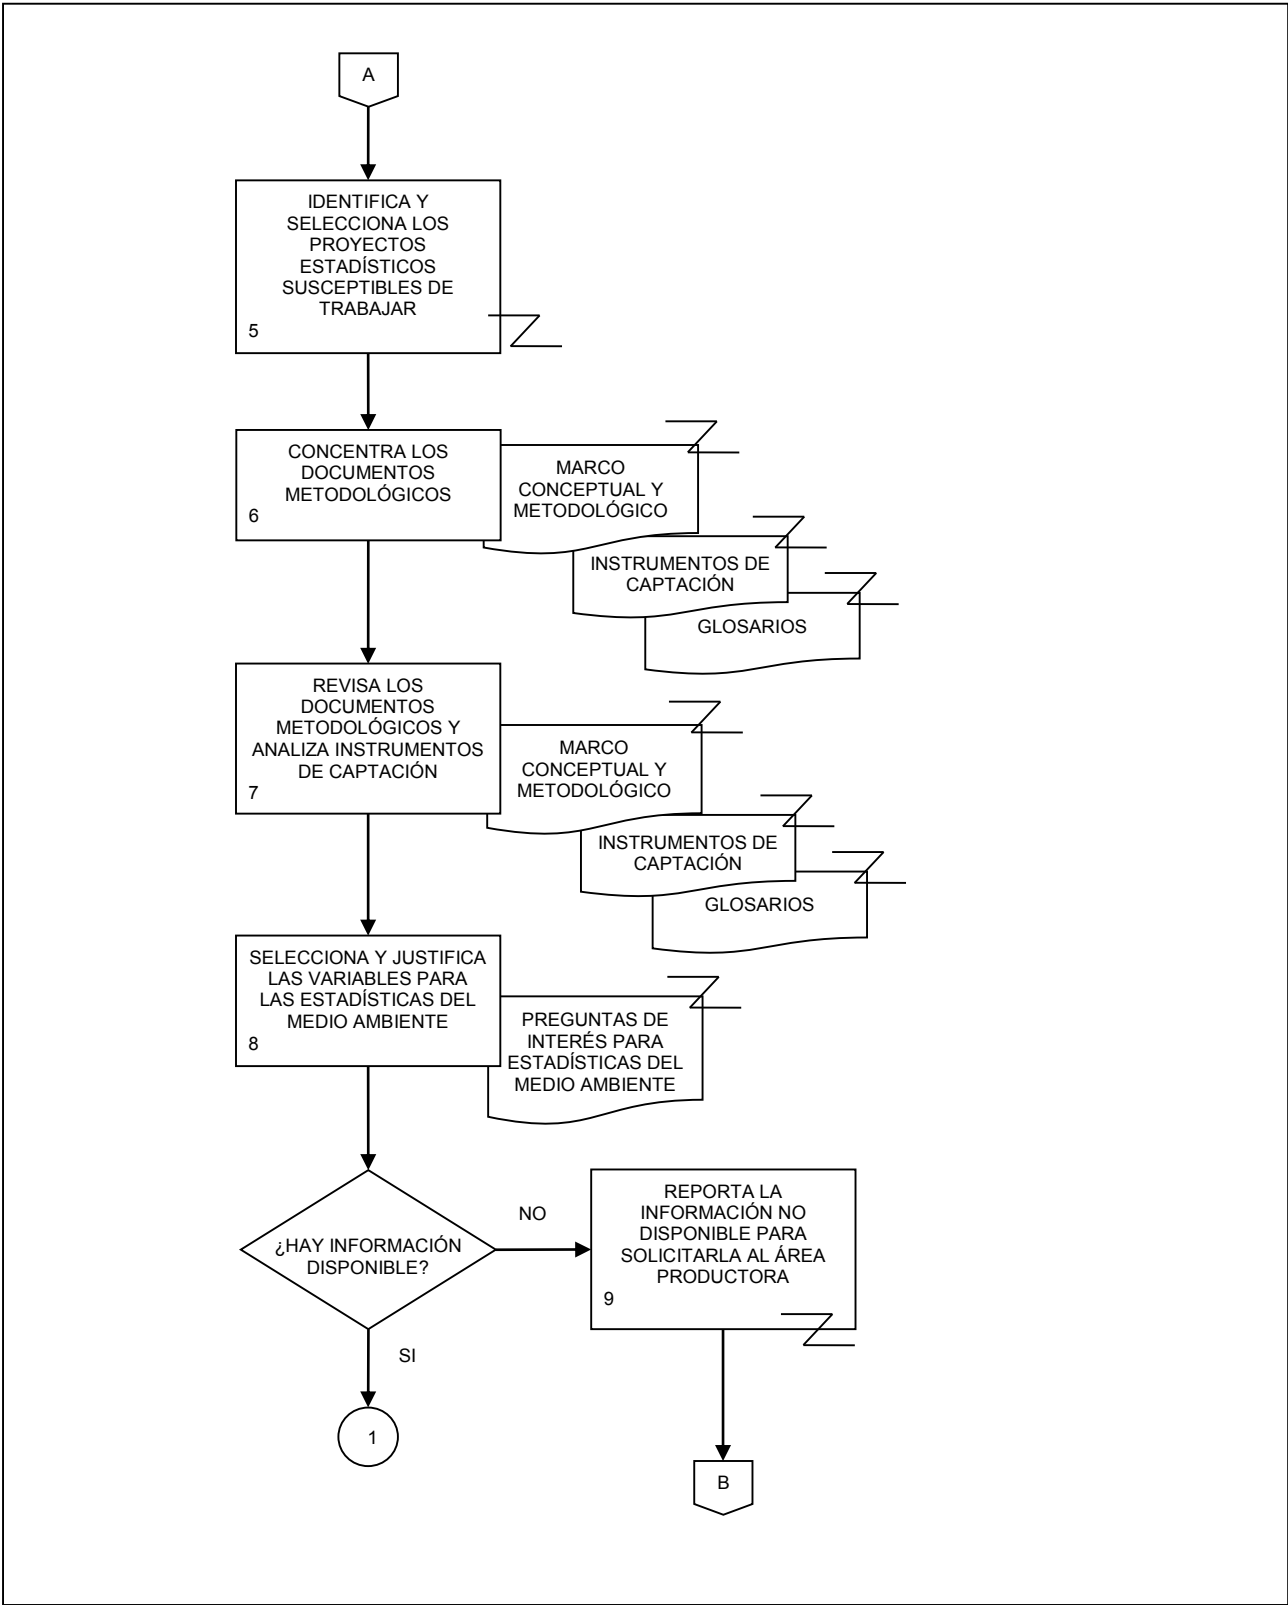 A
IDENTIFICA Y
SELECCIONA LOS
PROYECTOS
ESTADÍSTICOS
SUSCEPTIBLES DE
TRABAJAR
5
CONCENTRA LOS
DOCUMENTOS
METODOLÓGICOS
6
MARCO
CONCEPTUAL Y
METODOLÓGICO
INSTRUMENTOS DE
CAPTACIÓN
GLOSARIOS
REVISA LOS
DOCUMENTOS
METODOLÓGICOS Y
ANALIZA INSTRUMENTOS
DE CAPTACIÓN
7
MARCO
CONCEPTUAL Y
METODOLÓGICO
INSTRUMENTOS DE
CAPTACIÓN
GLOSARIOS
SELECCIONA Y JUSTIFICA
LAS VARIABLES PARA
LAS ESTADÍSTICAS DEL
MEDIO AMBIENTE
8
PREGUNTAS DE
INTERÉS PARA
ESTADÍSTICAS DEL
MEDIO AMBIENTE
¿HAY INFORMACIÓN
DISPONIBLE?
NO
REPORTA LA
INFORMACIÓN NO
DISPONIBLE PARA
SOLICITARLA AL ÁREA
PRODUCTORA
9
SI
1
B